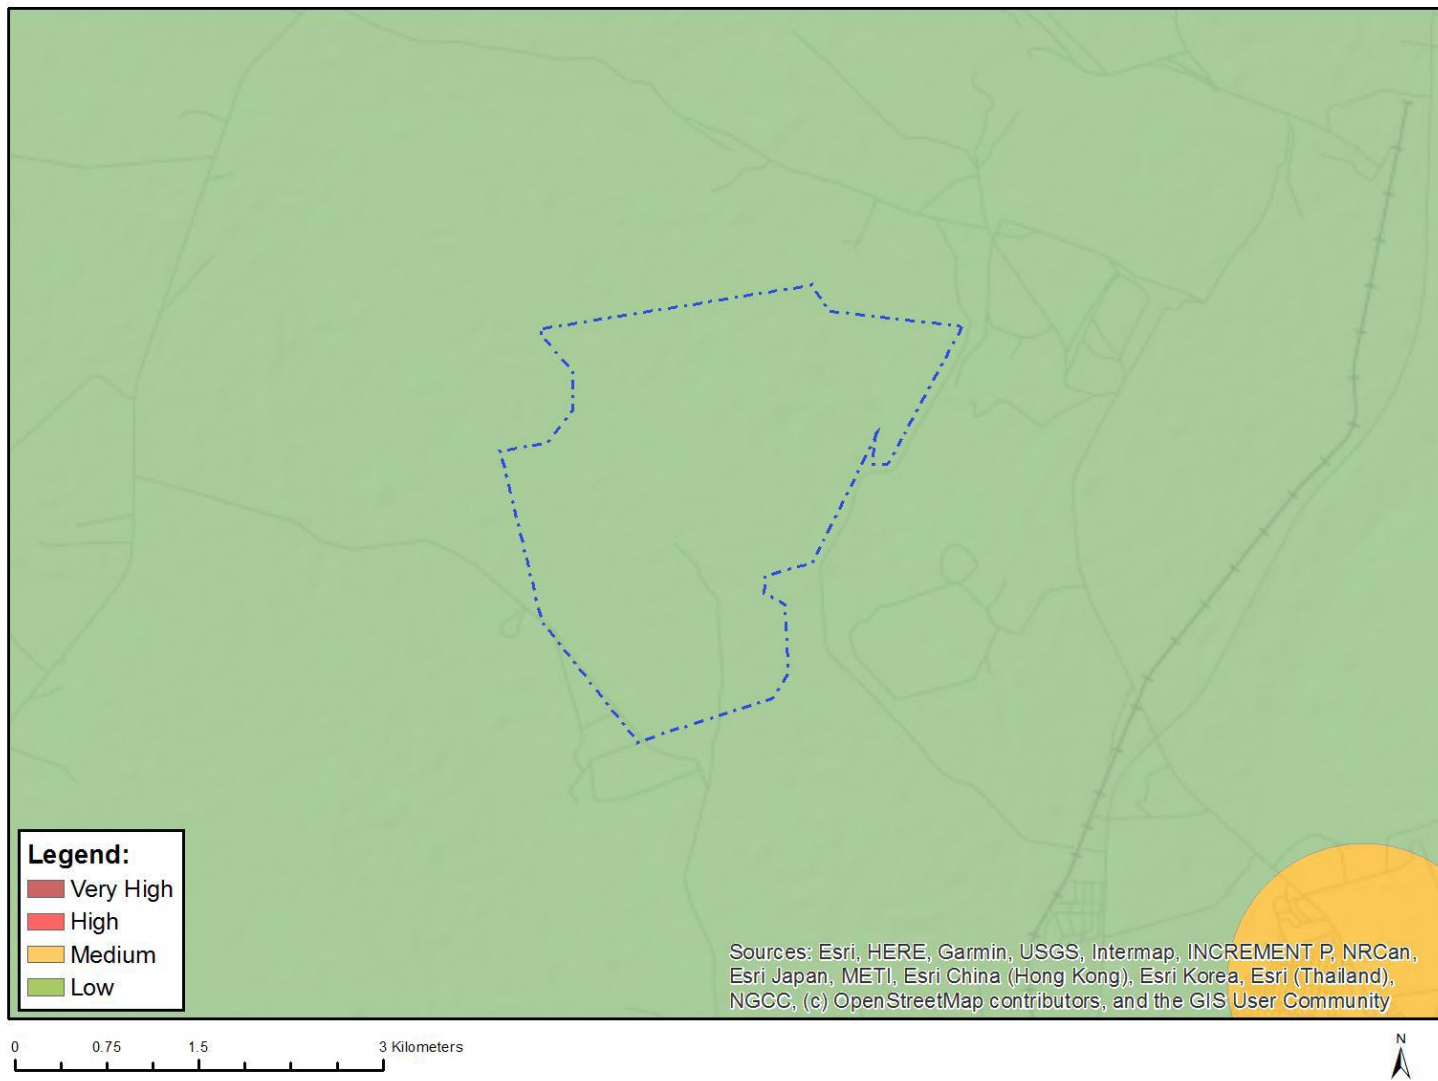 Legend:
Very High
High
Medium
Low
Sources: Esri, HERE, Garmin, USGS, Intermap, INCREMENT P, NRCan,
Esri Japan, METI, Esri China (Hong Kong), Esri Korea, Esri (Thailand),
NGCC, (c) OpenStreetMap contributors, and the GIS User Community
0 0.75 1.5 3 Kilometers
N